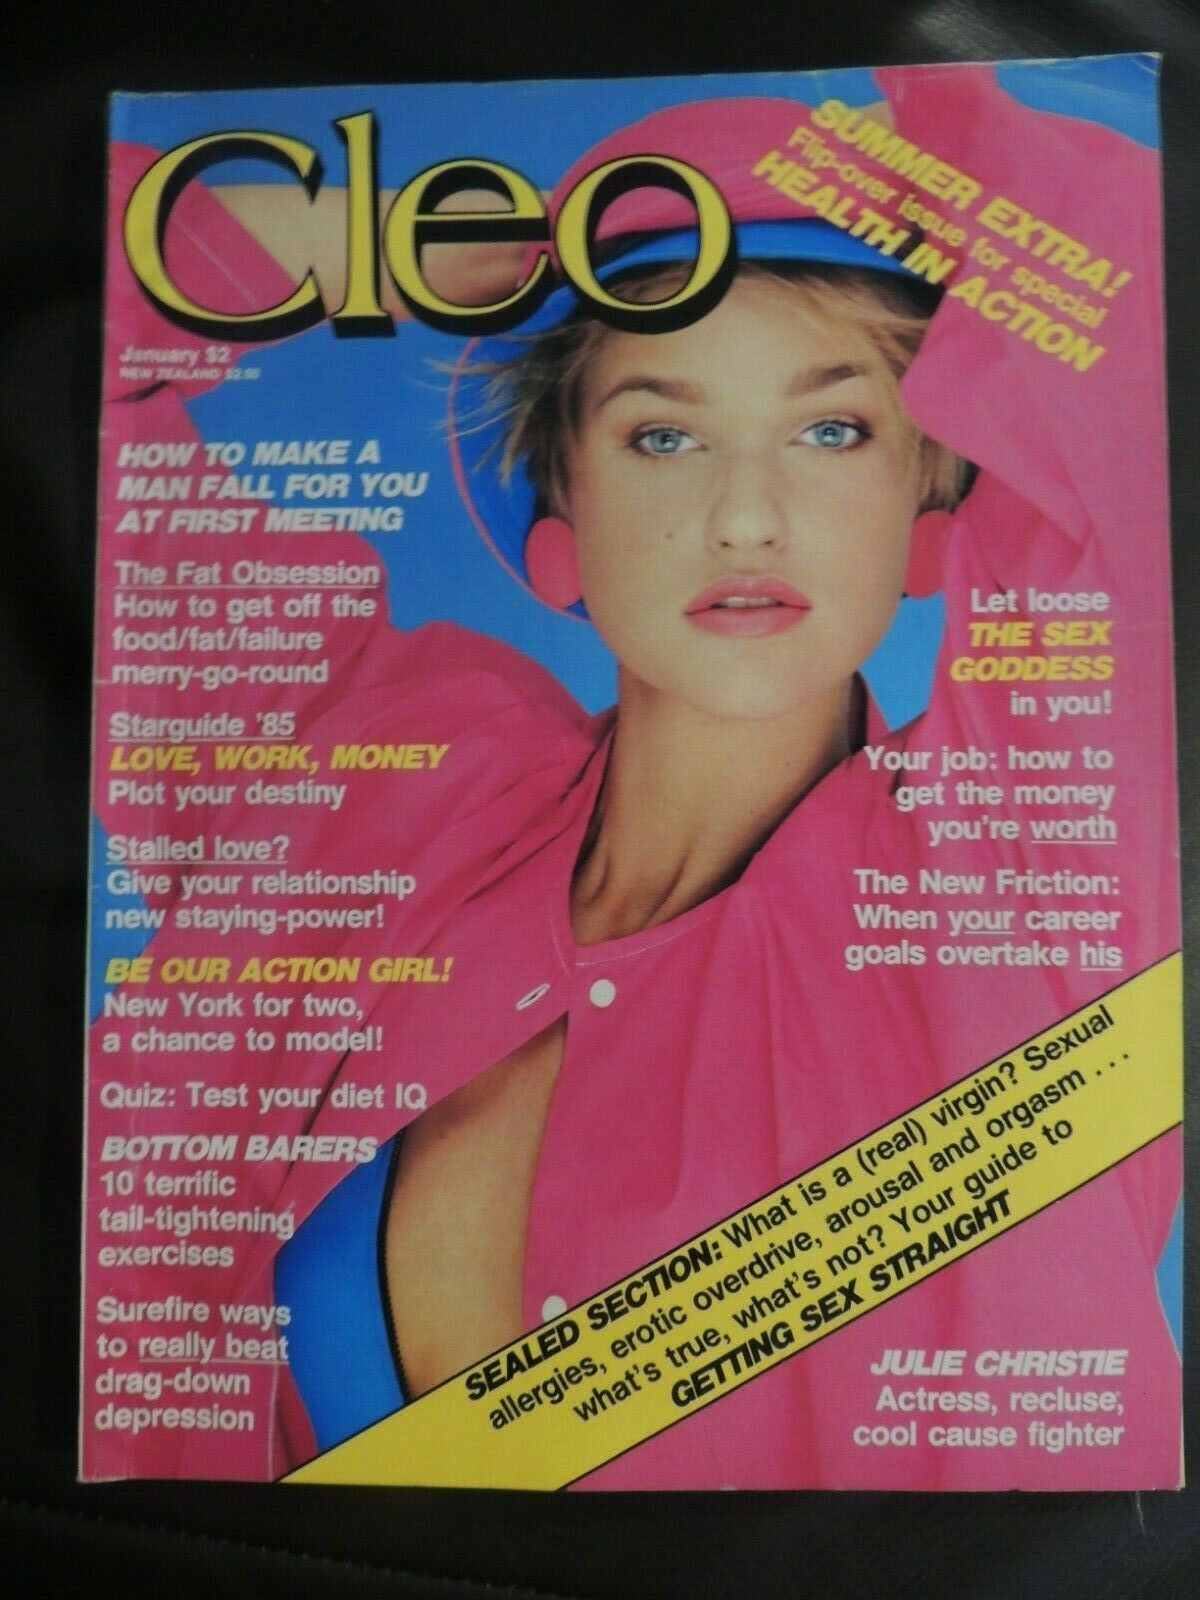 Cleo
January $2
NEW ZEALAND $2.50
SUMMER EXTRA!
Flip-over issue for special
HEALTH IN ACTION
HOW TO MAKE A
MAN FALL FOR YOU
AT FIRST MEETING
The Fat Obsession
How to get off the
food/fat/failure
merry-go-round
Starguide '85
LOVE, WORK, MONEY
Plot your destiny
Stalled love?
Give your relationship
new staying-power!
BE OUR ACTION GIRL!
New York for two,
a chance to model!
Quiz: Test your diet IQ
BOTTOM BARERS
10 terrific
tail-tightening
exercises
Surefire ways
to really beat
drag-down
depression
Let loose
THE SEX
GODDESS
in you!
Your job: how to
get the money
you're worth
The New Friction:
When your career
goals overtake his
SEALED SECTION: What is a (real) virgin? Sexual
allergies, erotic overdrive, arousal and orgasm ...
what's true, what's not? Your guide to
GETTING SEX STRAIGHT
JULIE CHRISTIE
Actress, recluse,
cool cause fighter